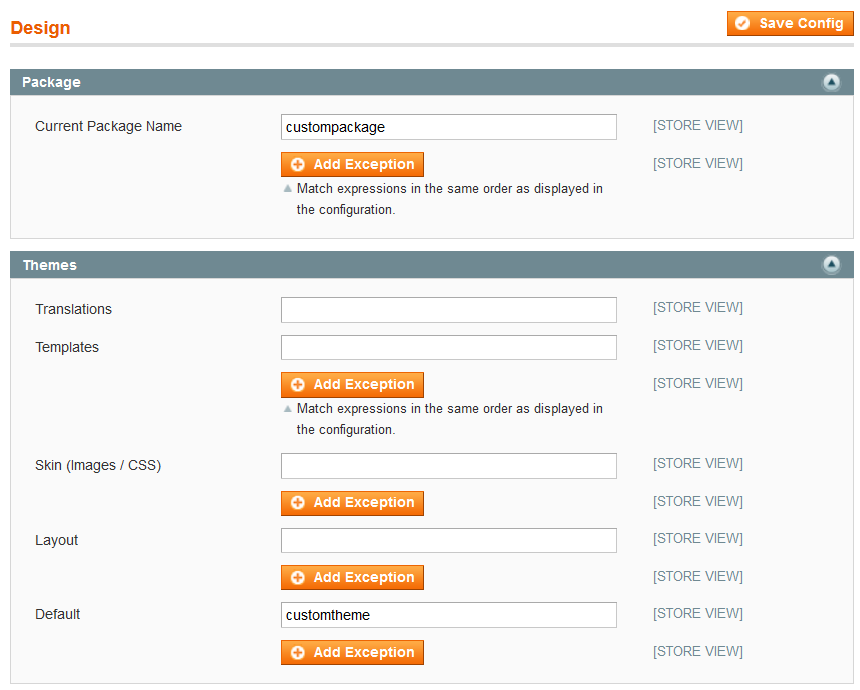 Design
Save Config
Package
Current Package Name
custompackage
[STORE VIEW]
Add Exception
[STORE VIEW]
Match expressions in the same order as displayed in
the configuration.
Themes
Translations
[STORE VIEW]
Templates
[STORE VIEW]
Add Exception
[STORE VIEW]
Match expressions in the same order as displayed in
the configuration.
Skin (Images / CSS)
[STORE VIEW]
Add Exception
[STORE VIEW]
Layout
[STORE VIEW]
Add Exception
[STORE VIEW]
Default
customtheme
[STORE VIEW]
Add Exception
[STORE VIEW]